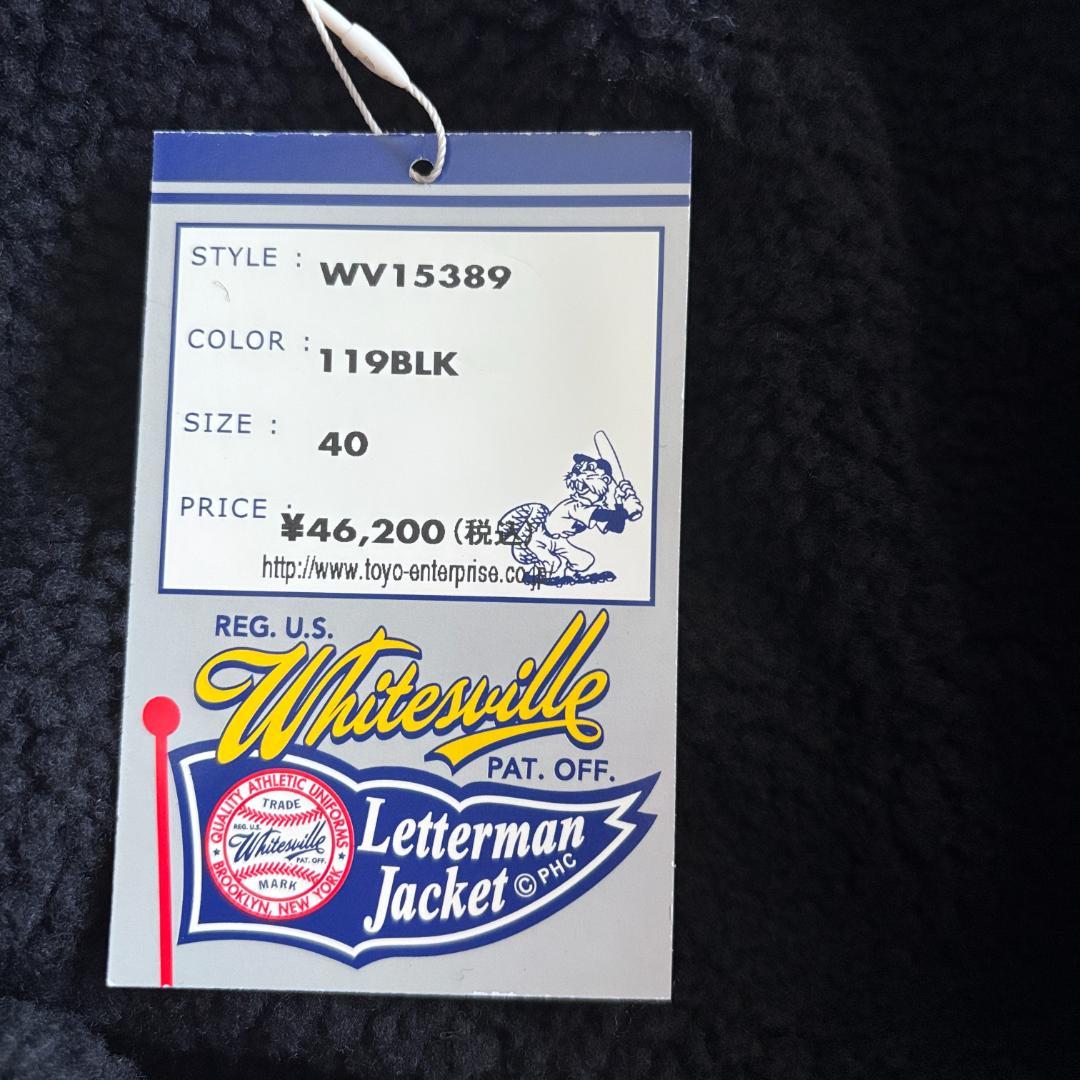 STYLE : WV15389
COLOR : 119BLK
SIZE : 40
PRICE : ¥46,200(税込)
http://www.toyo-enterprise.co.jp/
REG. U.S.
Whitesville
PAT. OFF.
QUALITY ATHLETIC UNIFORMS
TRADE
REG. U.S.
Whitesville
PAT. OFF.
MARK
★ BROOKLYN, NEW YORK ★
Letterman
Jacket ©PHC